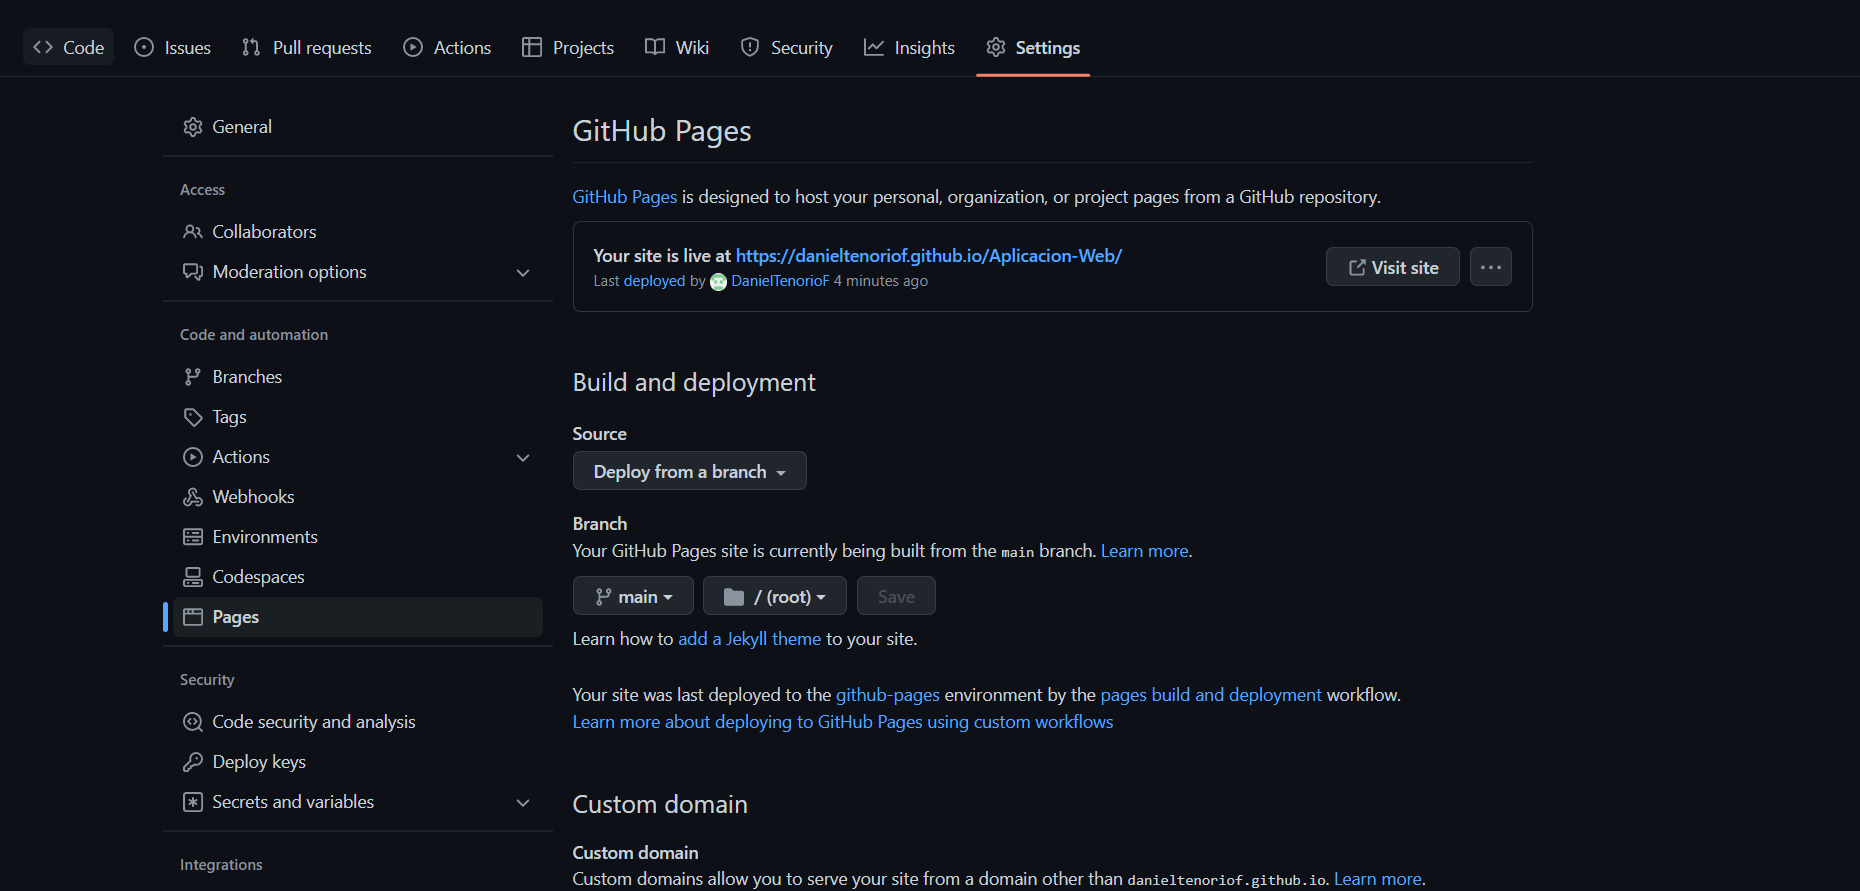 Code Issues Pull requests Actions Projects Wiki Security Insights Settings
General
Access
Collaborators
Moderation options
Code and automation
Branches
Tags
Actions
Webhooks
Environments
Codespaces
Pages
Security
Code security and analysis
Deploy keys
Secrets and variables
Integrations
GitHub Pages
GitHub Pages is designed to host your personal, organization, or project pages from a GitHub repository.
Your site is live at https://danieltenoriof.github.io/Aplicacion-Web/
Last deployed by DanielTenorioF 4 minutes ago
Visit site
Build and deployment
Source
Deploy from a branch
Branch
Your GitHub Pages site is currently being built from the main branch. Learn more.
main / (root) Save
Learn how to add a Jekyll theme to your site.
Your site was last deployed to the github-pages environment by the pages build and deployment workflow.
Learn more about deploying to GitHub Pages using custom workflows
Custom domain
Custom domain
Custom domains allow you to serve your site from a domain other than danieltenoriof.github.io. Learn more.